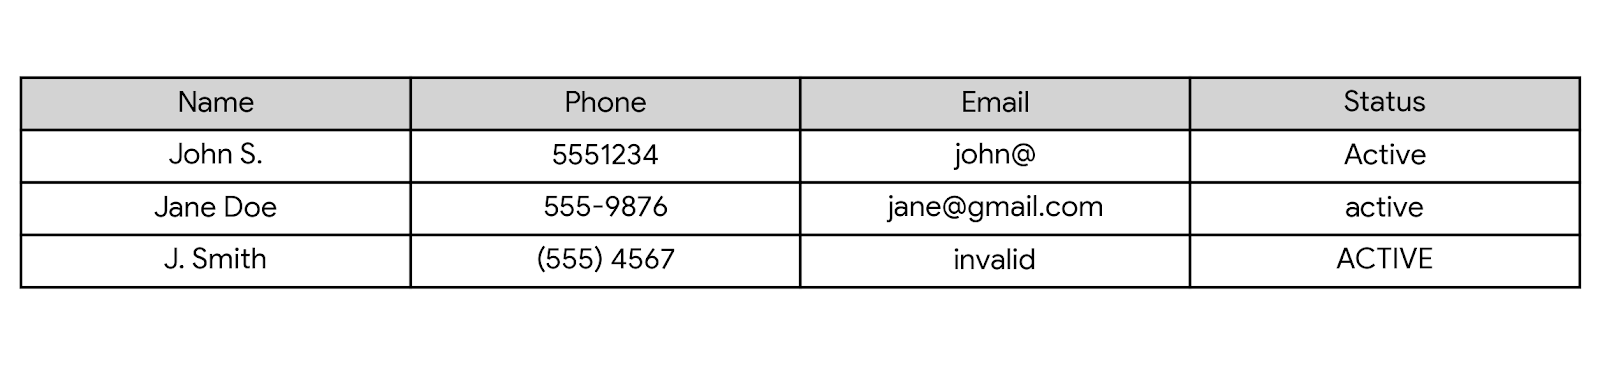 Name Phone Email Status
John S. 5551234 john@ Active
Jane Doe 555-9876 jane@gmail.com active
J. Smith (555) 4567 invalid ACTIVE